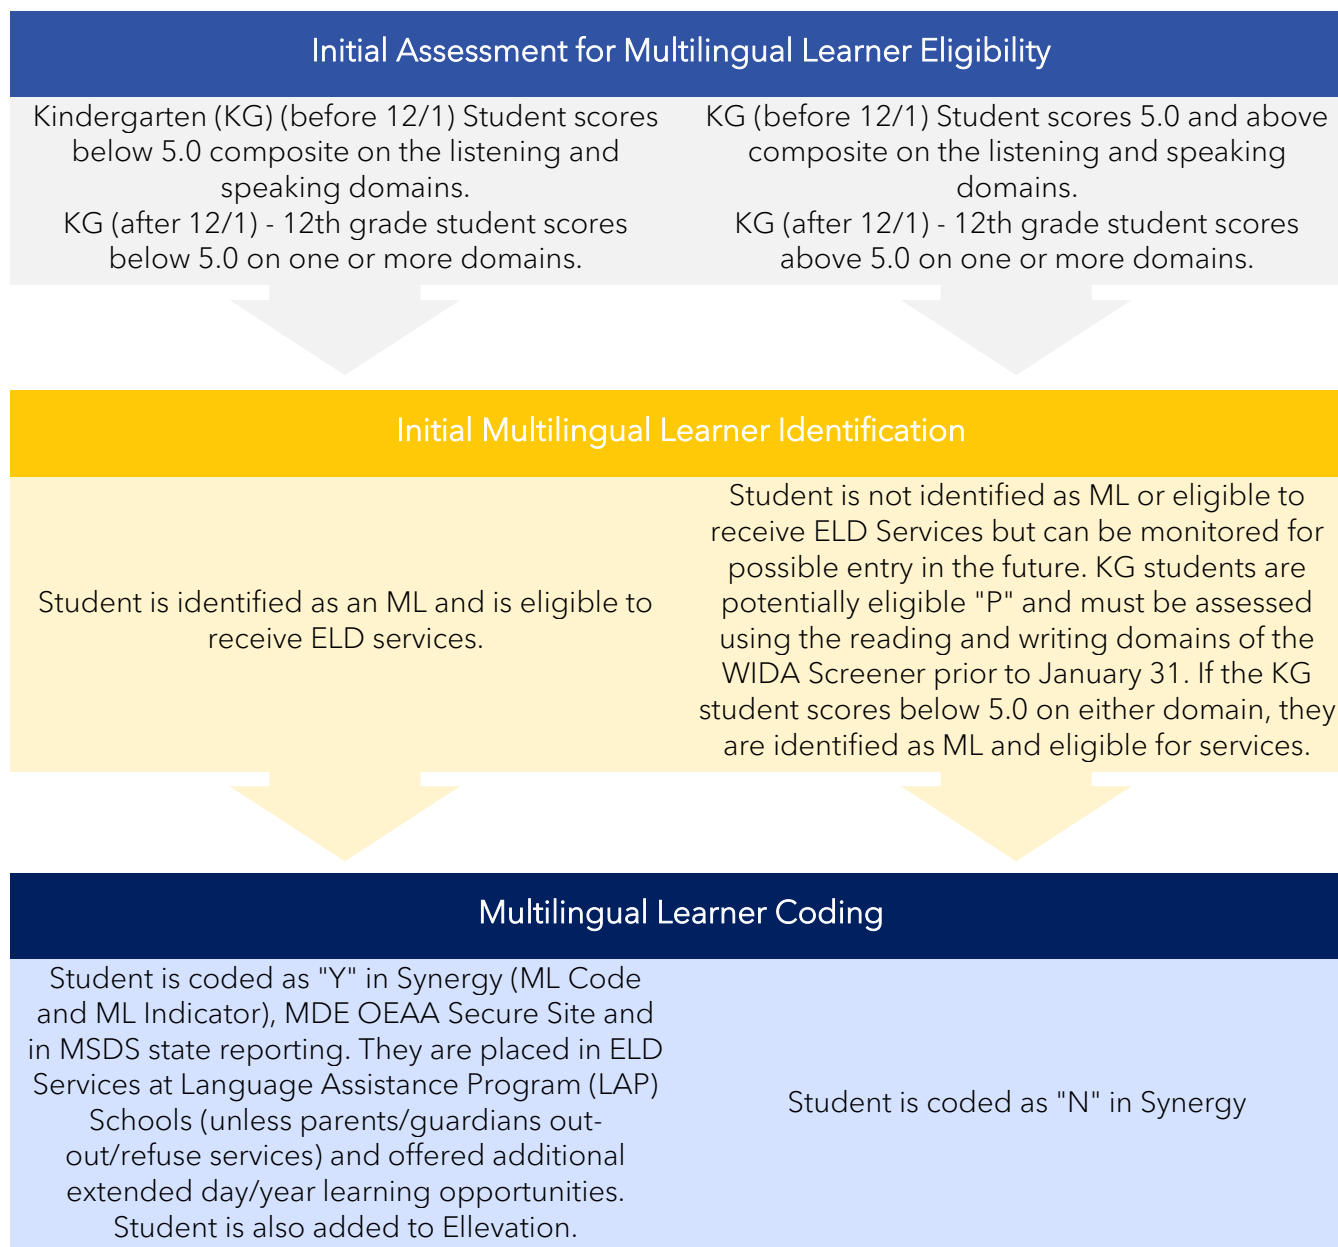 Initial Assessment for Multilingual Learner Eligibility
Kindergarten (KG) (before 12/1) Student scores
below 5.0 composite on the listening and
speaking domains.
KG (after 12/1) - 12th grade student scores
below 5.0 on one or more domains.
KG (before 12/1) Student scores 5.0 and above
composite on the listening and speaking
domains.
KG (after 12/1) - 12th grade student scores
above 5.0 on one or more domains.
Initial Multilingual Learner Identification
Student is identified as an ML and is eligible to
receive ELD services.
Student is not identified as ML or eligible to
receive ELD Services but can be monitored for
possible entry in the future. KG students are
potentially eligible "P" and must be assessed
using the reading and writing domains of the
WIDA Screener prior to January 31. If the KG
student scores below 5.0 on either domain, they
are identified as ML and eligible for services.
Multilingual Learner Coding
Student is coded as "Y" in Synergy (ML Code
and ML Indicator), MDE OEAA Secure Site and
in MSDS state reporting. They are placed in ELD
Services at Language Assistance Program (LAP)
Schools (unless parents/guardians out-
out/refuse services) and offered additional
extended day/year learning opportunities.
Student is also added to Ellevation.
Student is coded as "N" in Synergy